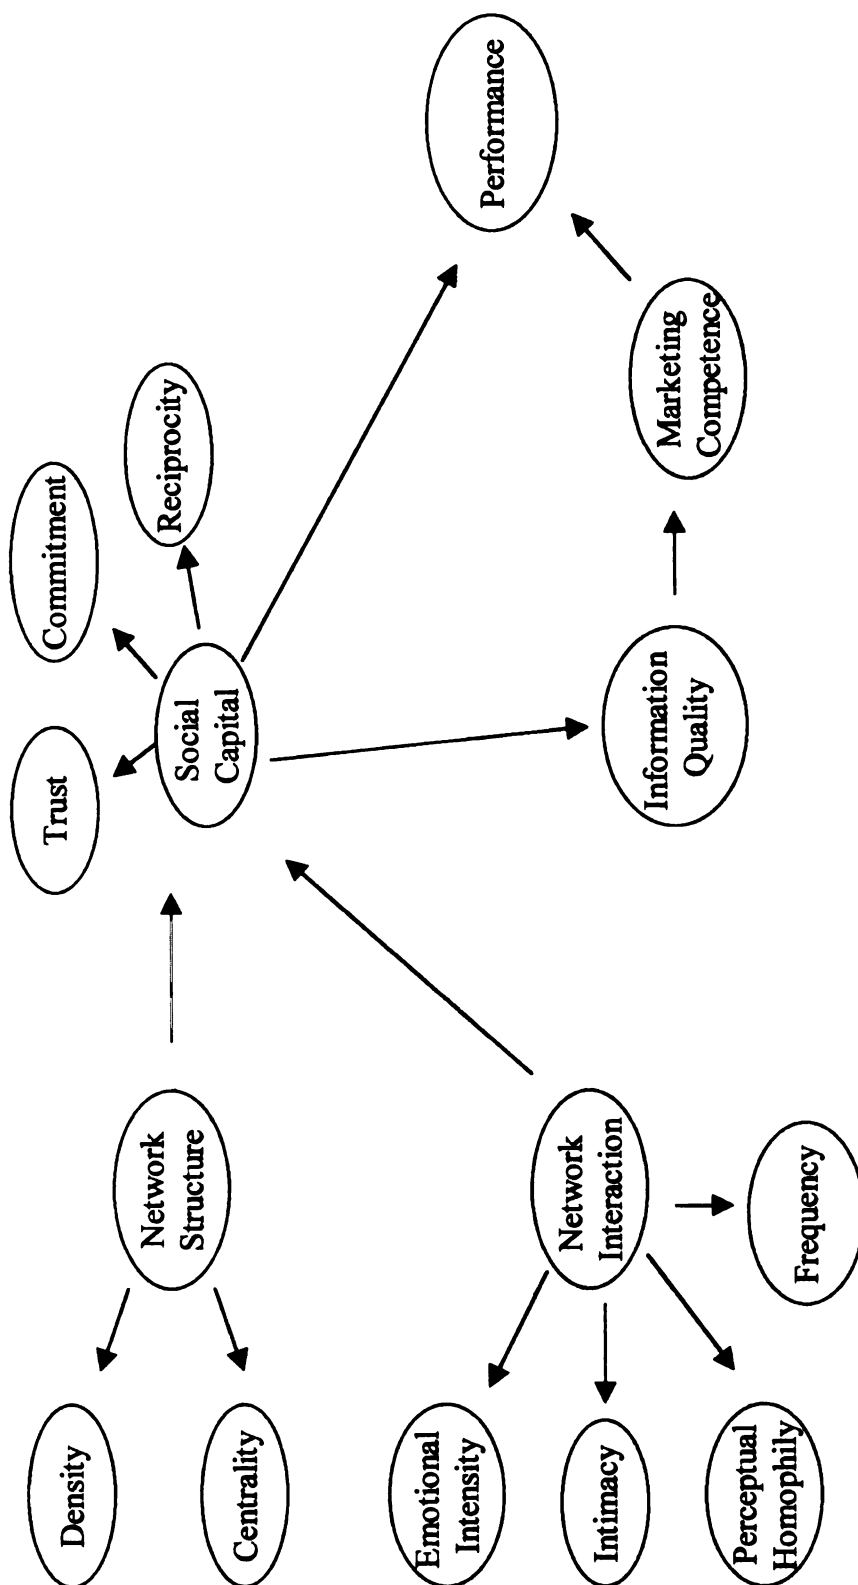 Density
Centrality
Network
Structure
Trust
Commitment
Reciprocity
Social
Capital
Performance
Emotional
Intensity
Intimacy
Perceptual
Homophily
Network
Interaction
Frequency
Information
Quality
Marketing
Competence